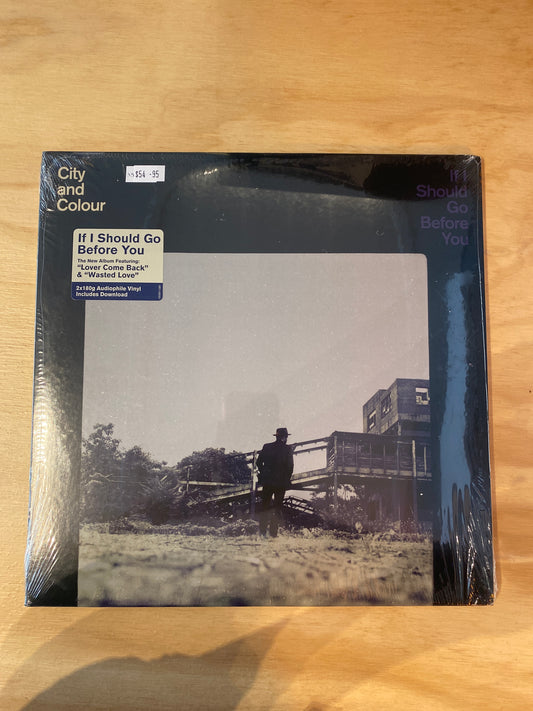 City
and
Colour
$54 .95
If I
Should
Go
Before
You
If I Should Go
Before You
The New Album Featuring:
"Lover Come Back"
& "Wasted Love"
2x180g Audiophile Vinyl
Includes Download